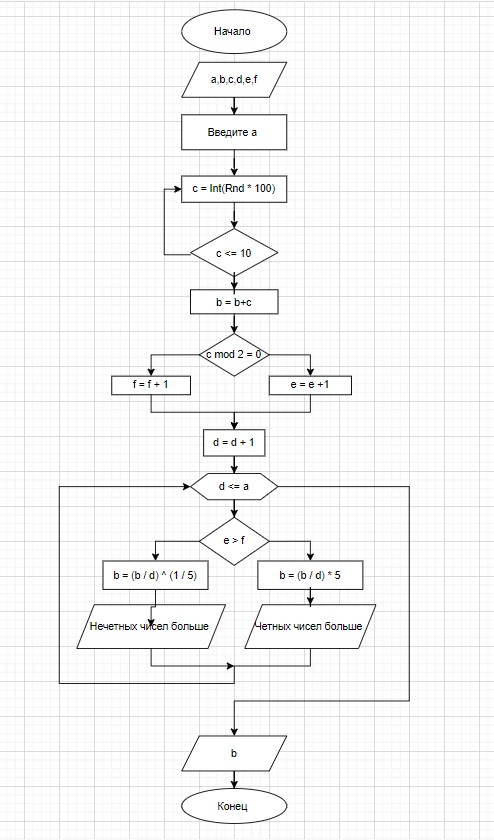 Начало
a,b,c,d,e,f
Введите а
c = Int(Rnd * 100)
c <= 10
b = b+c
c mod 2 = 0
f = f + 1
e = e +1
d = d + 1
d <= a
e > f
b = (b / d) ^ (1 / 5)
b = (b / d) * 5
Нечетных чисел больше
Четных чисел больше
b
Конец